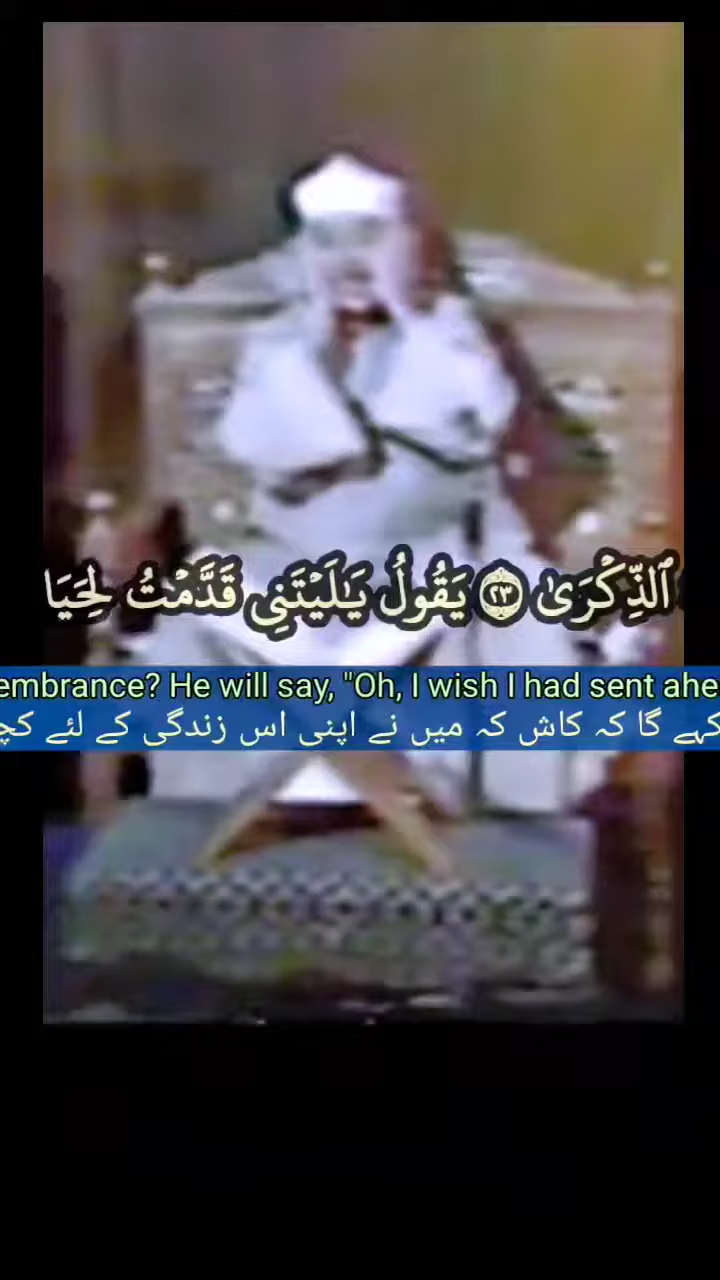 ٱلذِّكْرَىٰ ٢٣ يَقُولُ يَٰلَيْتَنِي قَدَّمْتُ لِحَيَا
embrance? He will say, "Oh, I wish I had sent ahe
کہے گا کہ کاش کہ میں نے اپنی اس زندگی کے لئے کچ